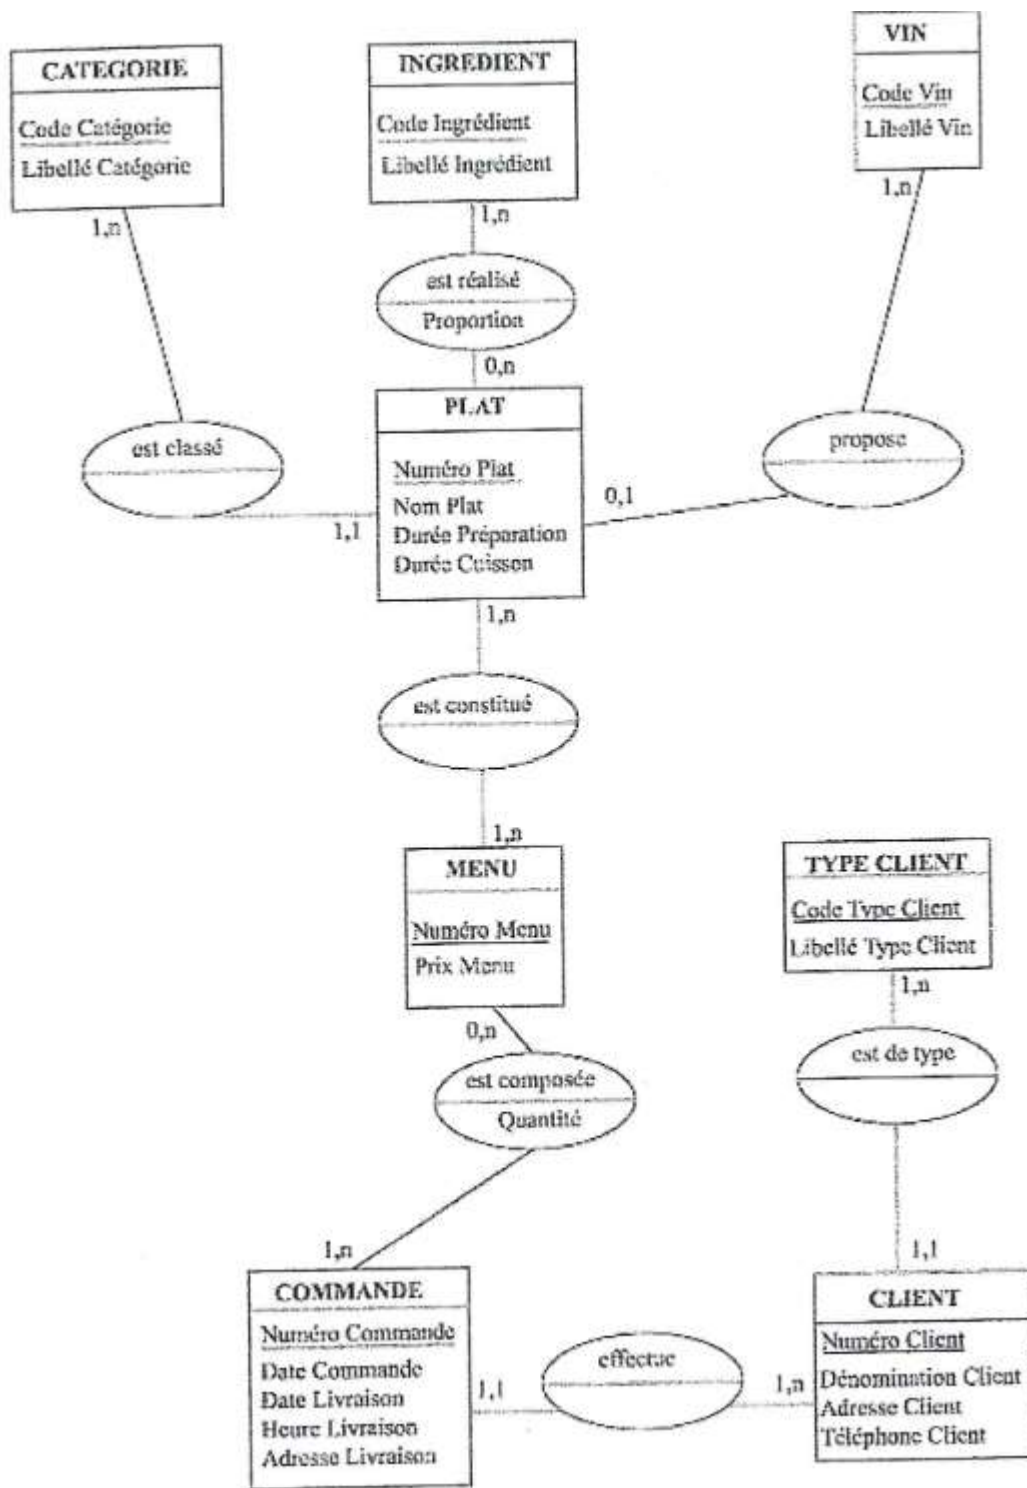 CATEGORIE
Code Catégorie
Libellé Catégorie
1,n
INGREDIENT
Code Ingrédient
Libellé Ingrédient
1,n
VIN
Code Vin
Libellé Vin
1,n
est réalisé
Proportion
0,n
est classé
1,1
PLAT
Numéro Plat
Nom Plat
Durée Préparation
Durée Cuisson
1,n
propose
0,1
est constitué
1,n
MENU
Numéro Menu
Prix Menu
0,n
TYPE CLIENT
Code Type Client
Libellé Type Client
1,n
est composée
Quantité
1,n
est de type
1,1
COMMANDE
Numéro Commande
Date Commande
Date Livraison
Heure Livraison
Adresse Livraison
1,1
effectue
1,n
CLIENT
Numéro Client
Dénomination Client
Adresse Client
Téléphone Client